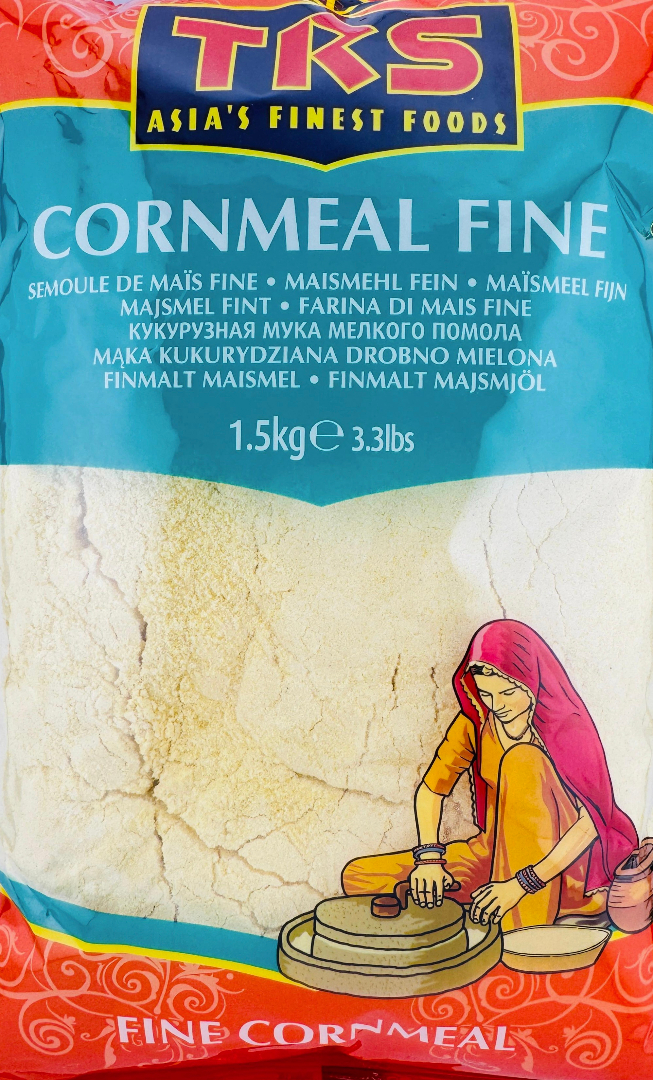 TRS
ASIA'S FINEST FOODS
CORNMEAL FINE
SEMOULE DE MAÏS FINE • MAISMEHL FEIN • MAÏSMEEL FIJN
MAJSMEL FINT • FARINA DI MAIS FINE
КУКУРУЗНАЯ МУКА МЕЛКОГО ПОМОЛА
MĄKA KUKURYDZIANA DROBNO MIELONA
FINMALT MAISMEL • FINMALT MAJSMJÖL
1.5kg℮ 3.3lbs
FINE CORNMEAL